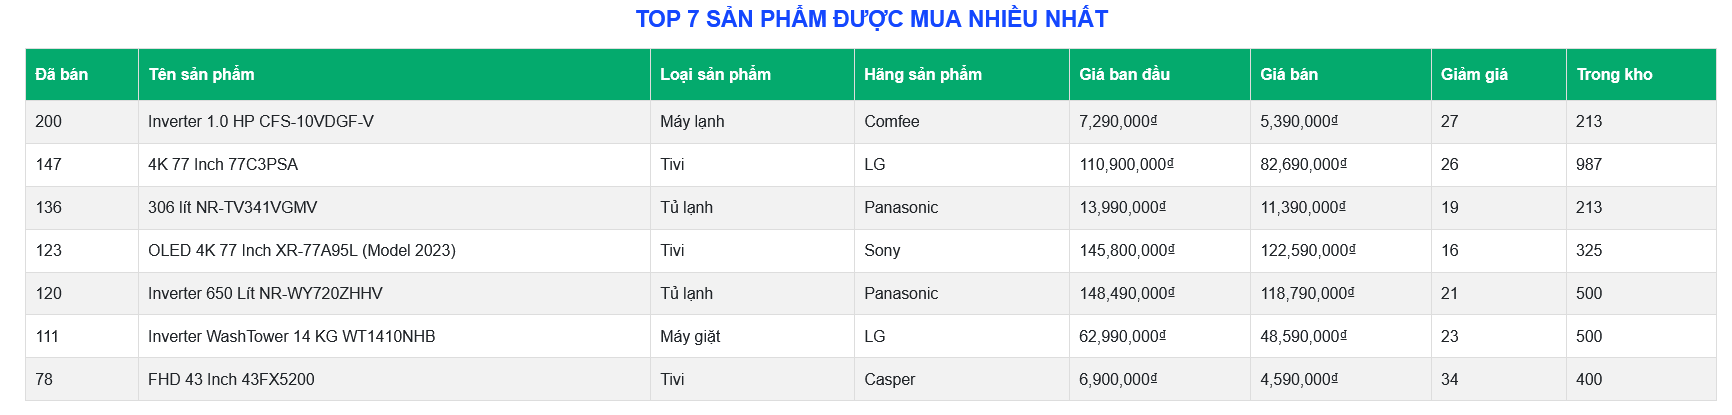 TOP 7 SẢN PHẨM ĐƯỢC MUA NHIỀU NHẤT
Đã bán Tên sản phẩm Loại sản phẩm Hãng sản phẩm Giá ban đầu Giá bán Giảm giá Trong kho
200 Inverter 1.0 HP CFS-10VDGF-V Máy lạnh Comfee 7,290,000₫ 5,390,000₫ 27 213
147 4K 77 Inch 77C3PSA Tivi LG 110,900,000₫ 82,690,000₫ 26 987
136 306 lít NR-TV341VGMV Tủ lạnh Panasonic 13,990,000₫ 11,390,000₫ 19 213
123 OLED 4K 77 Inch XR-77A95L (Model 2023) Tivi Sony 145,800,000₫ 122,590,000₫ 16 325
120 Inverter 650 Lít NR-WY720ZHHV Tủ lạnh Panasonic 148,490,000₫ 118,790,000₫ 21 500
111 Inverter WashTower 14 KG WT1410NHB Máy giặt LG 62,990,000₫ 48,590,000₫ 23 500
78 FHD 43 Inch 43FX5200 Tivi Casper 6,900,000₫ 4,590,000₫ 34 400